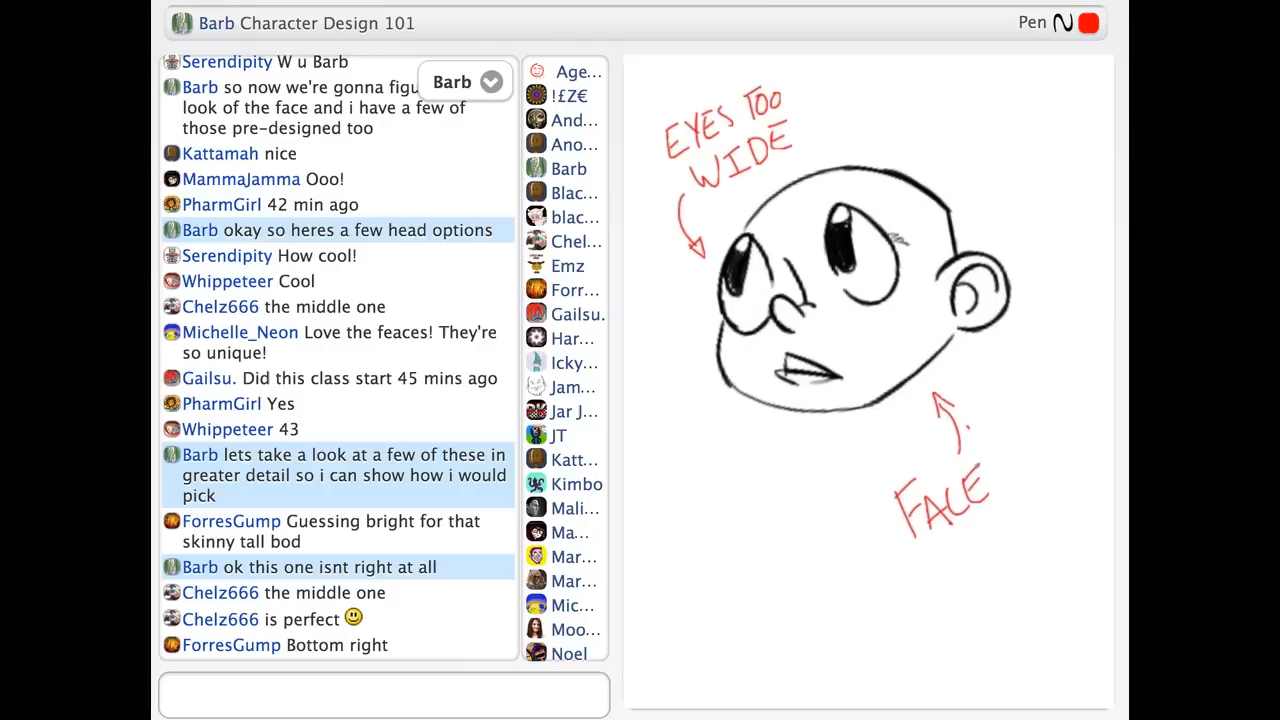 Barb Character Design 101
Pen
Serendipity W u Barb
Barb so now we're gonna figu
look of the face and i have a few of
those pre-designed too
Barb
Kattamah nice
MammaJamma Ooo!
PharmGirl 42 min ago
Barb okay so heres a few head options
Serendipity How cool!
Whippeteer Cool
Chelz666 the middle one
Michelle_Neon Love the feaces! They're
so unique!
Gailsu. Did this class start 45 mins ago
PharmGirl Yes
Whippeteer 43
Barb lets take a look at a few of these in
greater detail so i can show how i would
pick
ForresGump Guessing bright for that
skinny tall bod
Barb ok this one isnt right at all
Chelz666 the middle one
Chelz666 is perfect
ForresGump Bottom right
Age...
!£Z€
And...
Ano...
Barb
Blac...
blac...
Chel...
Emz
Forr...
Gailsu.
Har...
Icky...
Jam...
Jar J...
JT
Katt...
Kimbo
Mali...
Ma...
Mar...
Mar...
Mic...
Moo...
Noel
EYES TOO
WIDE
FACE